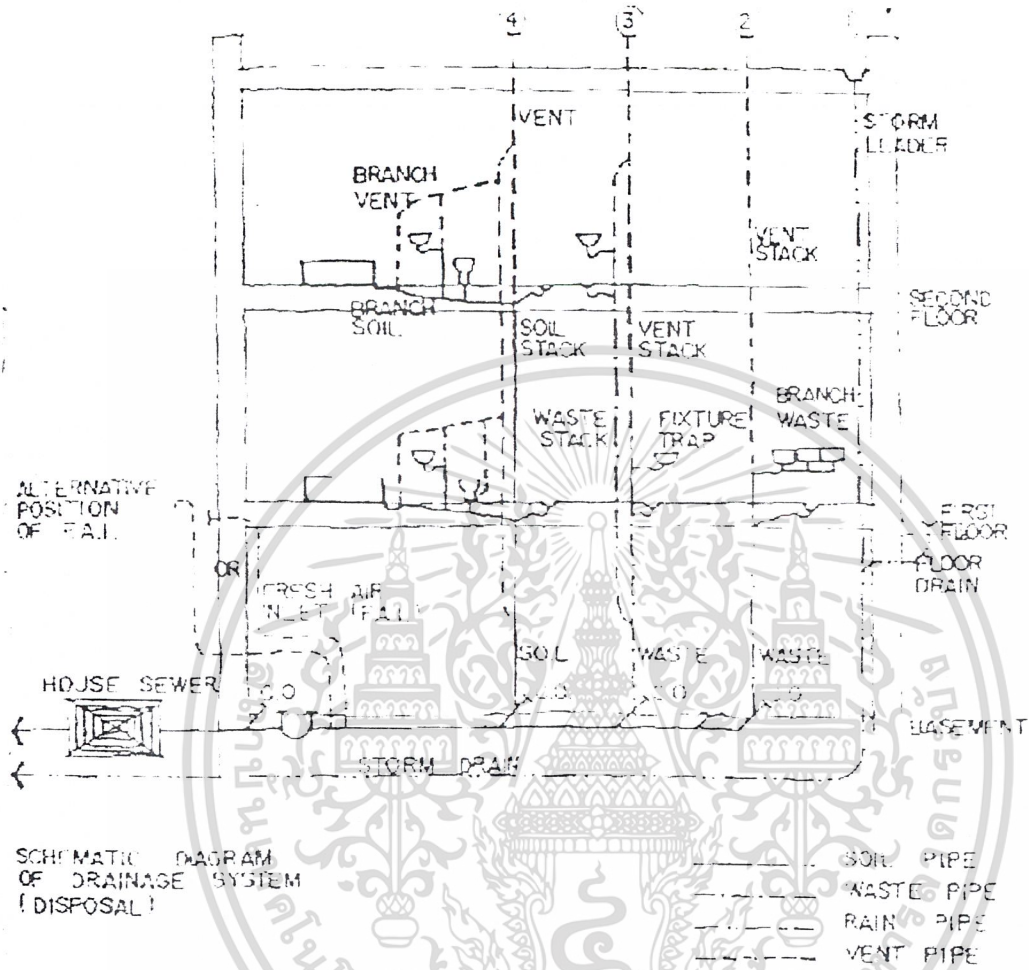 4 3 2
VENT
STORM
LEADER
BRANCH
VENT
VENT
STACK
SECOND
FLOOR
BRANCH
SOIL
SOIL
STACK
VENT
STACK
BRANCH
WASTE
WASTE
STACK
FIXTURE
TRAP
ALTERNATIVE
POSITION
OF F.A.I.
FIRST
FLOOR
FLOOR
DRAIN
OR
FRESH AIR
INLET (F.A.I.)
SOIL
WASTE
WASTE
HOUSE SEWER
C.O
C.O
C.O
C.O
BASEMENT
STORM DRAIN
SCHEMATIC DIAGRAM
OF DRAINAGE SYSTEM
(DISPOSAL)
SOIL PIPE
WASTE PIPE
RAIN PIPE
VENT PIPE